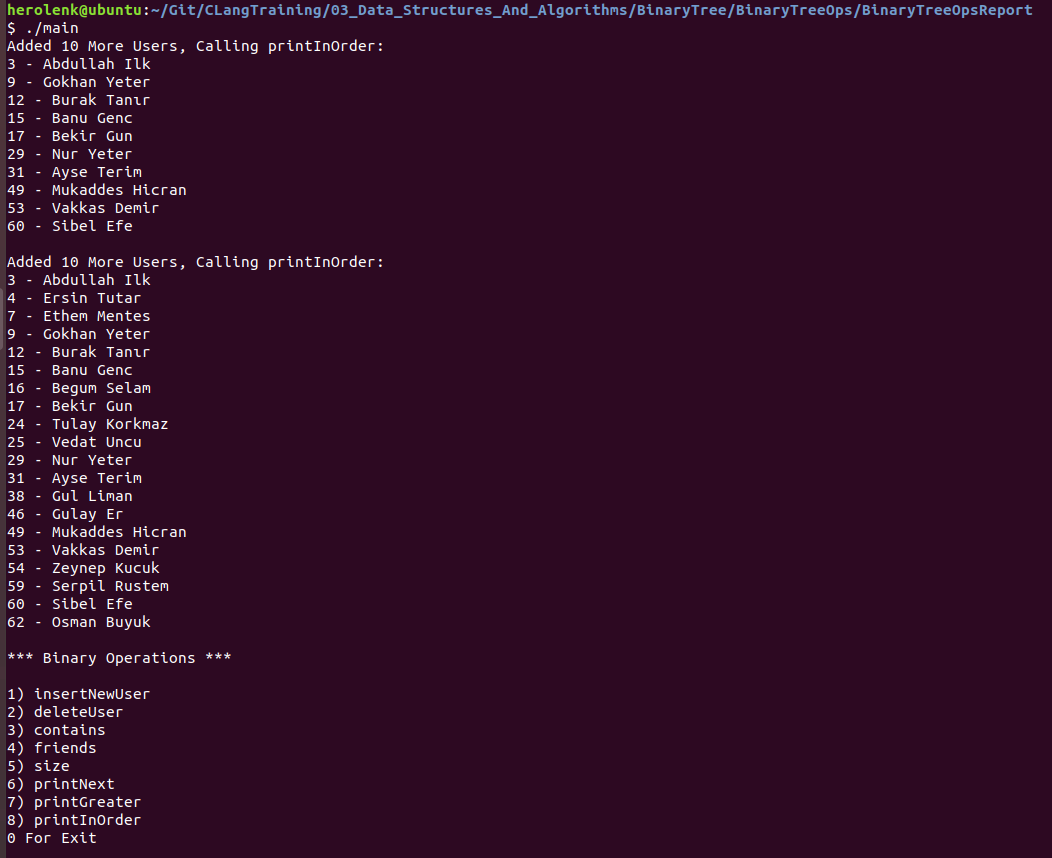 herolenk@ubuntu:~/Git/CLangTraining/03_Data_Structures_And_Algorithms/BinaryTree/BinaryTreeOps/BinaryTreeOpsReport
$ ./main
Added 10 More Users, Calling printInOrder:
3 - Abdullah Ilk
9 - Gokhan Yeter
12 - Burak Tanır
15 - Banu Genc
17 - Bekir Gun
29 - Nur Yeter
31 - Ayse Terim
49 - Mukaddes Hicran
53 - Vakkas Demir
60 - Sibel Efe

Added 10 More Users, Calling printInOrder:
3 - Abdullah Ilk
4 - Ersin Tutar
7 - Ethem Mentes
9 - Gokhan Yeter
12 - Burak Tanır
15 - Banu Genc
16 - Begum Selam
17 - Bekir Gun
24 - Tulay Korkmaz
25 - Vedat Uncu
29 - Nur Yeter
31 - Ayse Terim
38 - Gul Liman
46 - Gulay Er
49 - Mukaddes Hicran
53 - Vakkas Demir
54 - Zeynep Kucuk
59 - Serpil Rustem
60 - Sibel Efe
62 - Osman Buyuk

*** Binary Operations ***

1) insertNewUser
2) deleteUser
3) contains
4) friends
5) size
6) printNext
7) printGreater
8) printInOrder
0 For Exit